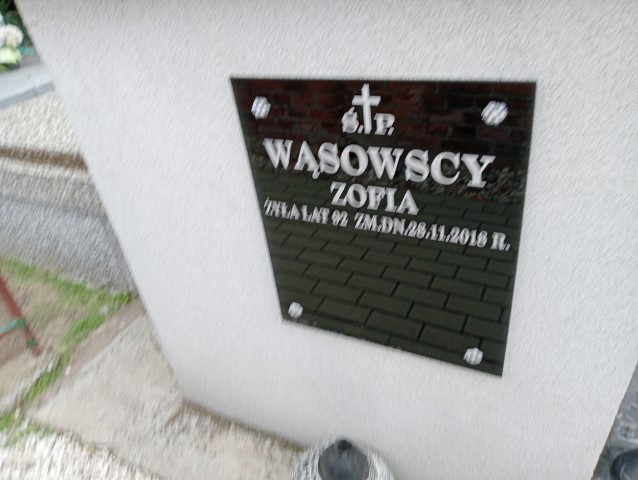 Ś. P.
WĄSOWSCY
ZOFIA
ŻYŁA LAT 92 ZM.DN.28.11.2018 R.